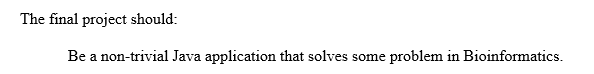 The final project should:
Be a non-trivial Java application that solves some problem in Bioinformatics.